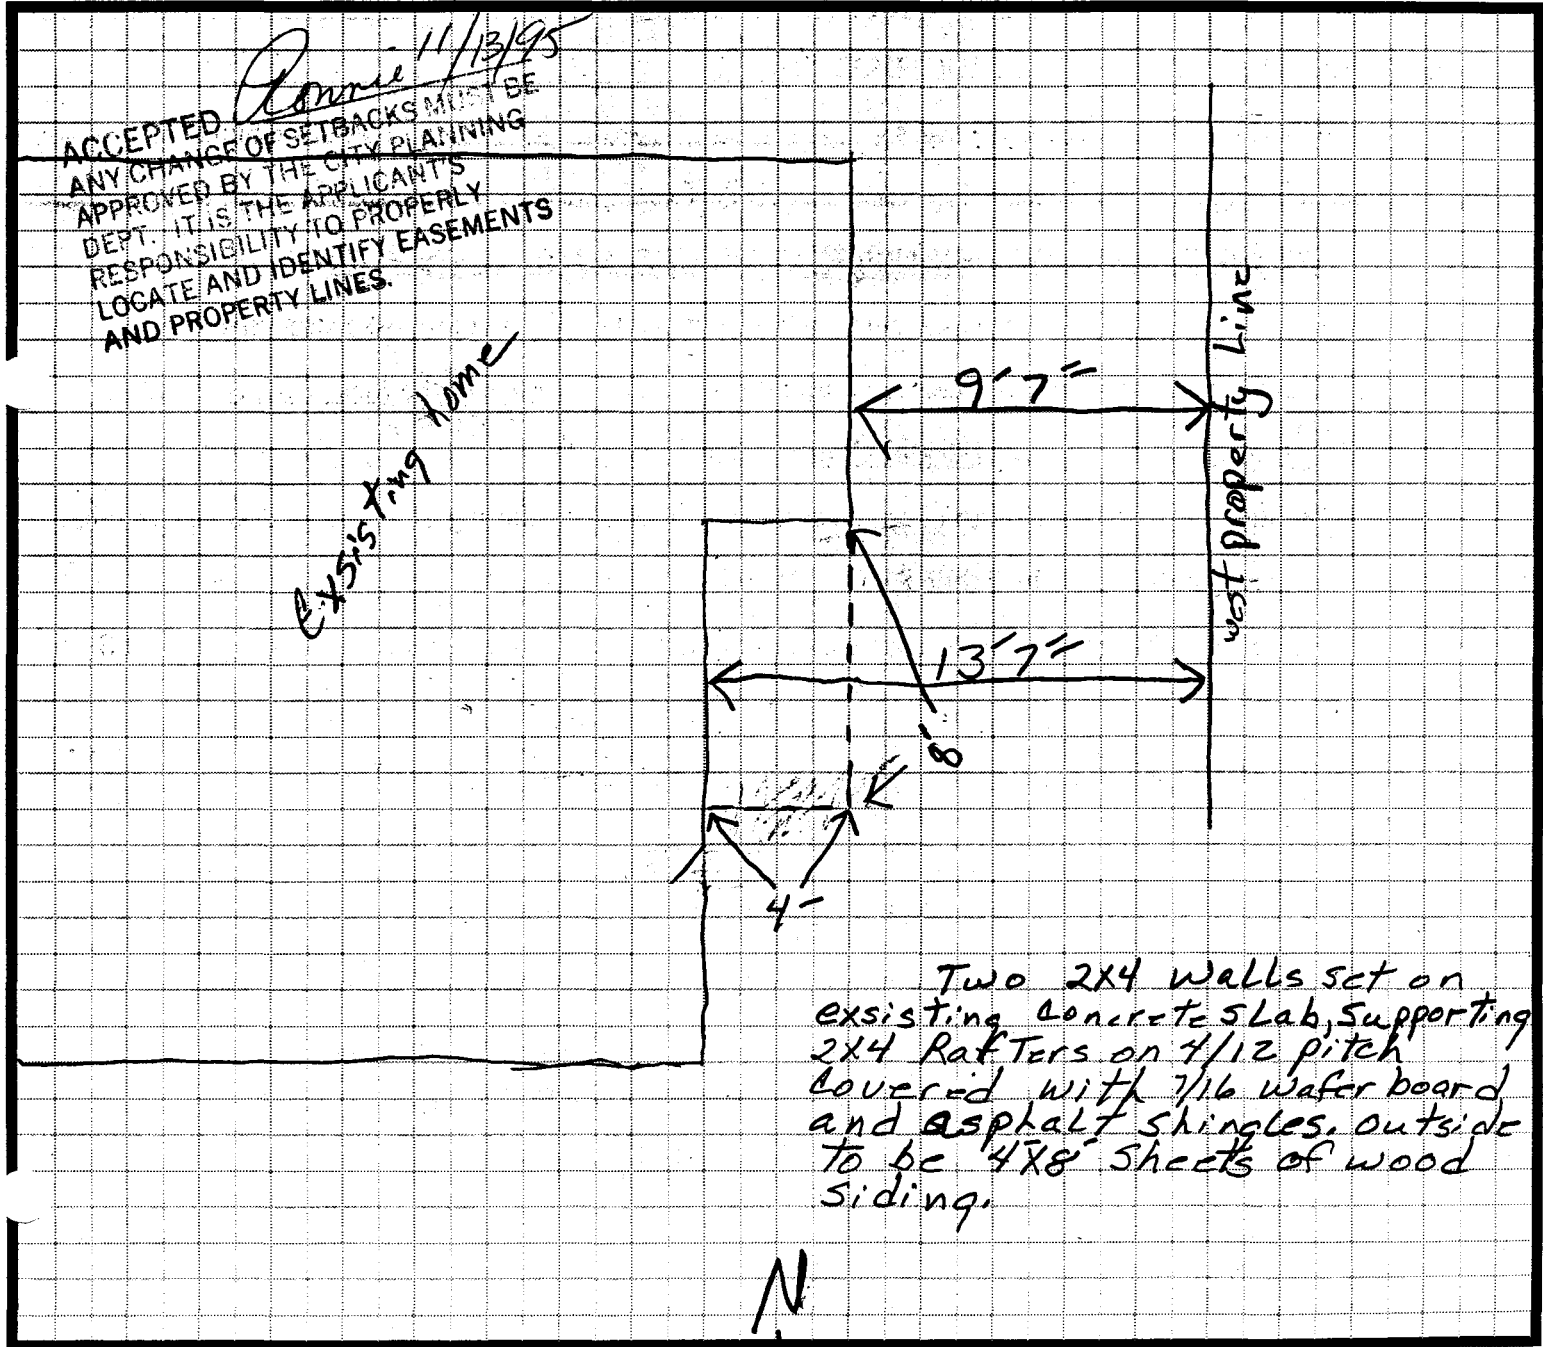 Ronnie 11/13/95
ACCEPTED
ANY CHANGE OF SETBACKS MUST BE
APPROVED BY THE CITY PLANNING
DEPT. IT IS THE APPLICANT'S
RESPONSIBILITY TO PROPERLY
LOCATE AND IDENTIFY EASEMENTS
AND PROPERTY LINES.
exsisting home
9'7"
west property Line
13'7"
8'
4'
Two 2x4 walls set on
exsisting concrete slab, supporting
2x4 Rafters on 4/12 pitch
covered with 7/16 wafer board
and asphalt shingles. outside
to be 4'x8' sheets of wood
siding.
N